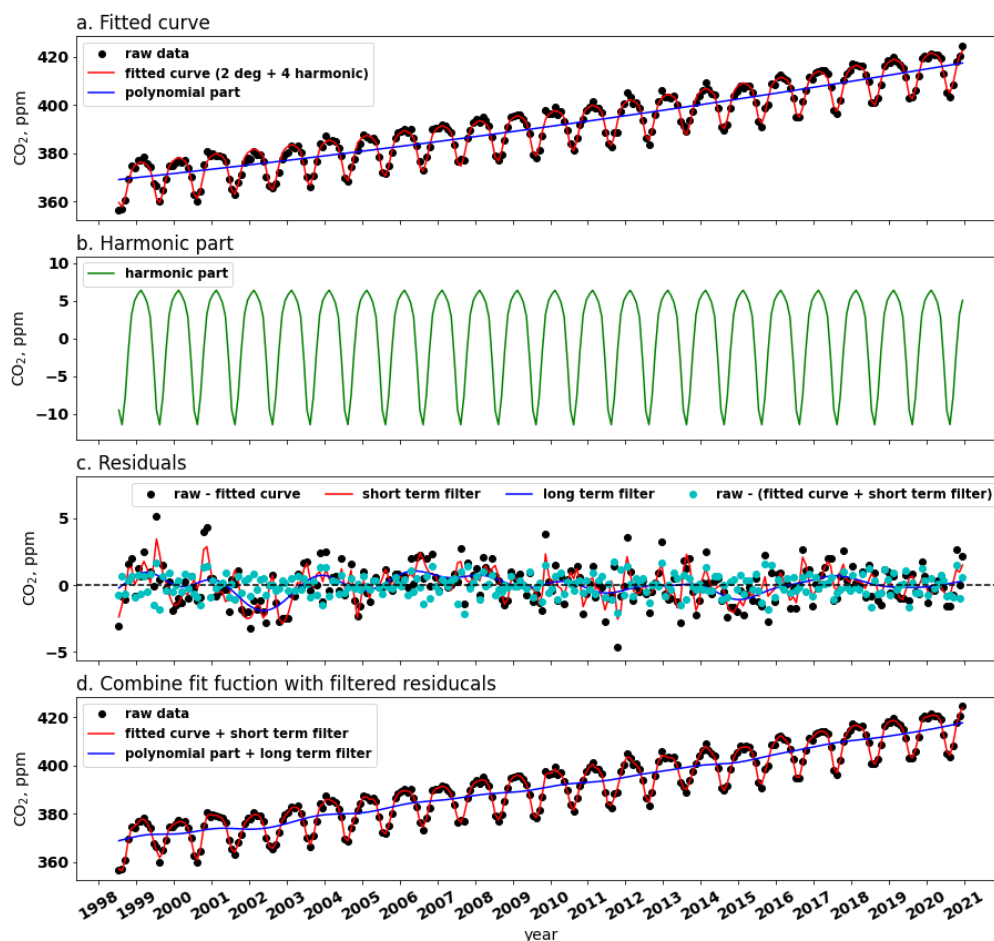 a. Fitted curve
CO₂, ppm
420
400
380
360
raw data
fitted curve (2 deg + 4 harmonic)
polynomial part
b. Harmonic part
CO₂, ppm
10
5
0
−5
−10
harmonic part
c. Residuals
CO₂, ppm
5
0
−5
raw - fitted curve short term filter long term filter raw - (fitted curve + short term filter)
d. Combine fit fuction with filtered residucals
CO₂, ppm
420
400
380
360
raw data
fitted curve + short term filter
polynomial part + long term filter
1998 1999 2000 2001 2002 2003 2004 2005 2006 2007 2008 2009 2010 2011 2012 2013 2014 2015 2016 2017 2018 2019 2020 2021
year